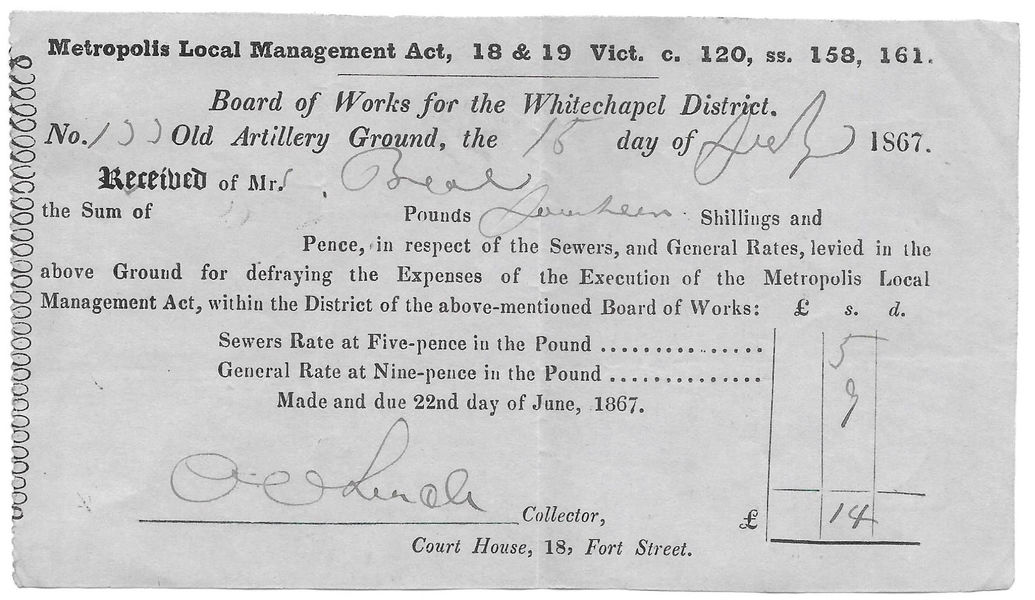 Metropolis Local Management Act, 18 & 19 Vict. c. 120, ss. 158, 161.
Board of Works for the Whitechapel District.
No. 133 Old Artillery Ground, the 15 day of July 1867.
Received of Mr. Beal
the Sum of Pounds fourteen Shillings and
Pence, in respect of the Sewers, and General Rates, levied in the
above Ground for defraying the Expenses of the Execution of the Metropolis Local
Management Act, within the District of the above-mentioned Board of Works: £ s. d.
Sewers Rate at Five-pence in the Pound .............. 5
General Rate at Nine-pence in the Pound .............. 9
Made and due 22nd day of June, 1867.
Collector, £ 14
Court House, 18, Fort Street.